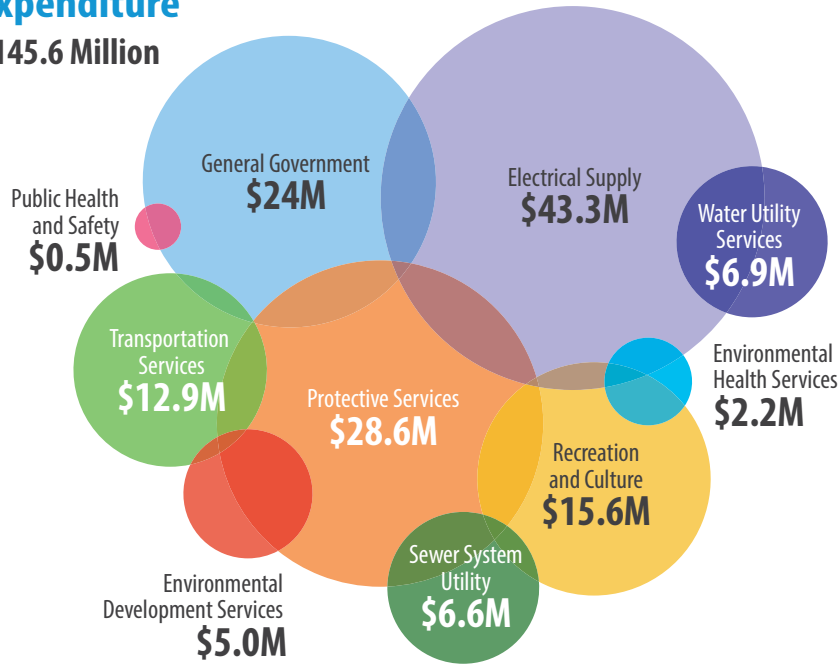 xpenditure
145.6 Million
General Government
$24M
Electrical Supply
$43.3M
Public Health
and Safety
$0.5M
Water Utility
Services
$6.9M
Transportation
Services
$12.9M
Protective Services
$28.6M
Environmental
Health Services
$2.2M
Recreation
and Culture
$15.6M
Sewer System
Utility
$6.6M
Environmental
Development Services
$5.0M